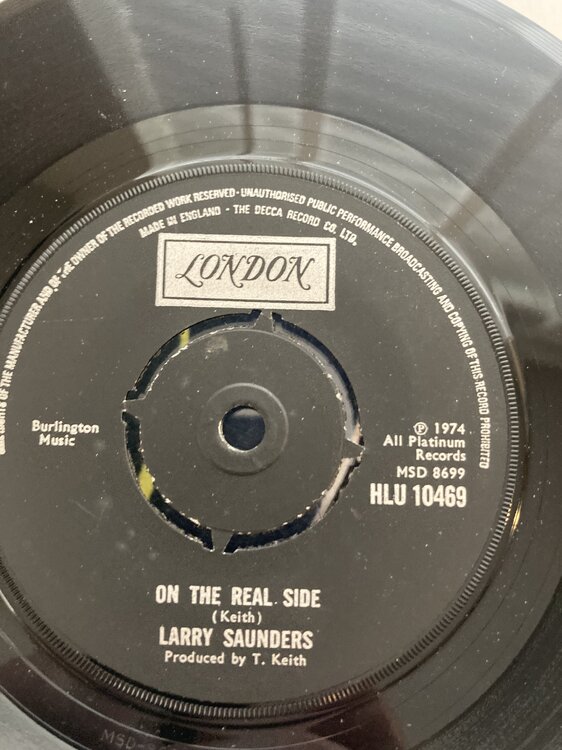 RIGHTS OF THE MANUFACTURER AND OF THE OWNER OF THE RECORDED WORK RESERVED - UNAUTHORISED PUBLIC PERFORMANCE BROADCASTING AND COPYING OF THIS RECORD PROHIBITED
MADE IN ENGLAND - THE DECCA RECORD CO. LTD.
LONDON
Burlington
Music
℗ 1974
All Platinum
Records
MSD 8699
HLU 10469
ON THE REAL SIDE
(Keith)
LARRY SAUNDERS
Produced by T. Keith
MSD-